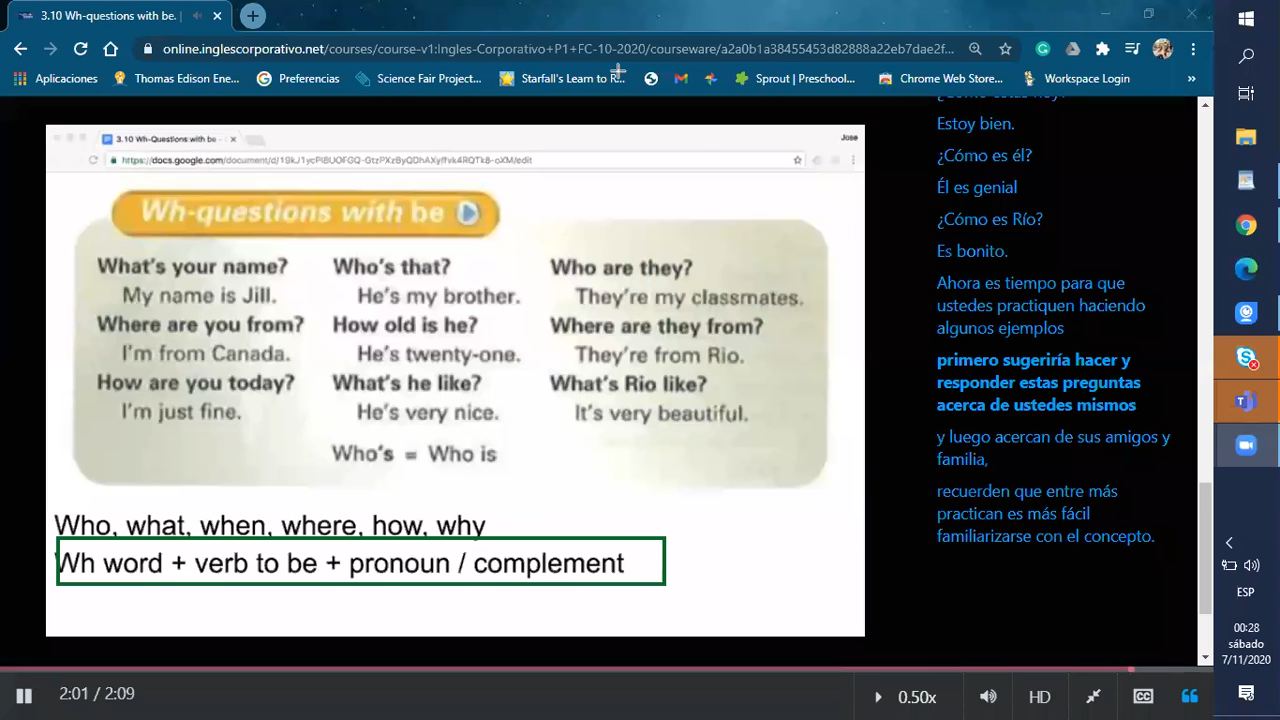 3.10 Wh-questions with be.
online.inglescorporativo.net/courses/course-v1:Ingles-Corporativo+P1+FC-10-2020/courseware/a2a0b1a38455453d82888a22eb7dae2f...
Aplicaciones
Thomas Edison Ene...
Preferencias
Science Fair Project...
Starfall's Learn to R...
Sprout | Preschool...
Chrome Web Store...
Workspace Login
»
3.10 Wh-Questions with be -
Jose
Wh-questions with be
What's your name?
My name is Jill.
Where are you from?
I'm from Canada.
How are you today?
I'm just fine.
Who's that?
He's my brother.
How old is he?
He's twenty-one.
What's he like?
He's very nice.
Who's = Who is
Who are they?
They're my classmates.
Where are they from?
They're from Rio.
What's Rio like?
It's very beautiful.
Who, what, when, where, how, why
Wh word + verb to be + pronoun / complement
Estoy bien.
¿Cómo es él?
Él es genial
¿Cómo es Río?
Es bonito.
Ahora es tiempo para que
ustedes practiquen haciendo
algunos ejemplos
primero sugeriría hacer y
responder estas preguntas
acerca de ustedes mismos
y luego acercan de sus amigos y
familia,
recuerden que entre más
practican es más fácil
familiarizarse con el concepto.
2:01 / 2:09
0.50x
HD
CC
ESP
00:28
sábado
7/11/2020